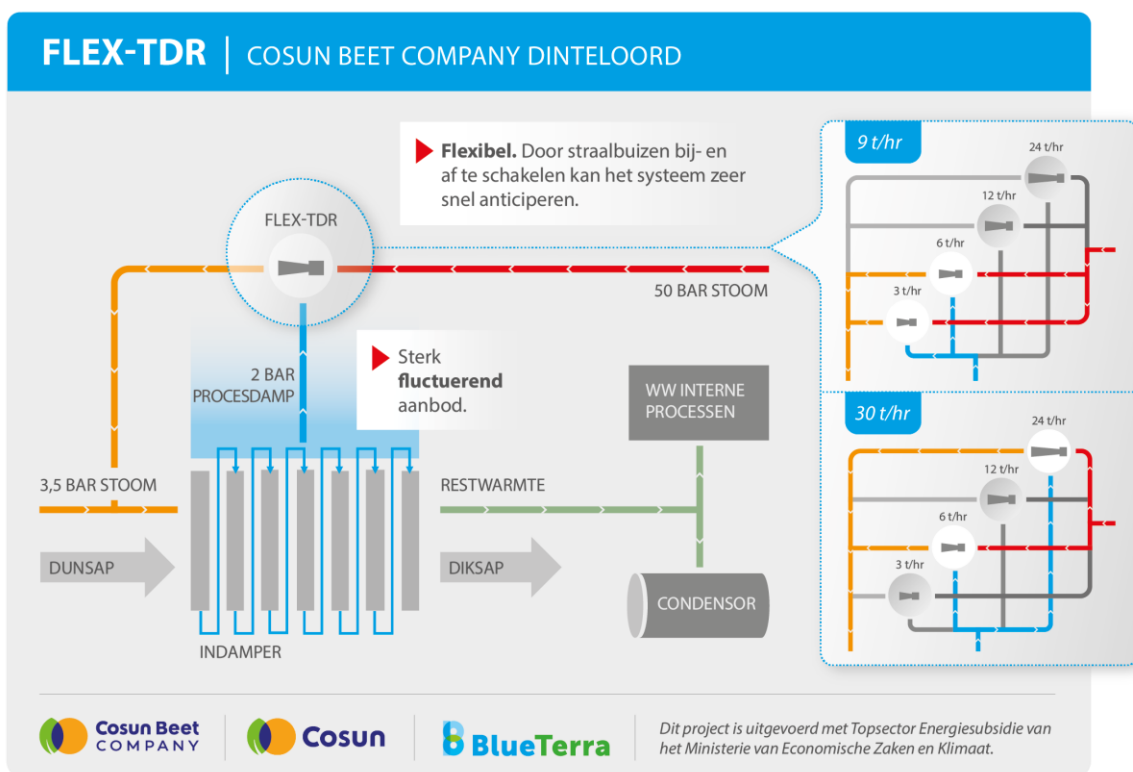 FLEX-TDR | COSUN BEET COMPANY DINTELOORD
Flexibel. Door straalbuizen bij- en
af te schakelen kan het systeem zeer
snel anticiperen.
FLEX-TDR
50 BAR STOOM
2 BAR
PROCESDAMP
Sterk
fluctuerend
aanbod.
WW INTERNE
PROCESSEN
3,5 BAR STOOM
RESTWARMTE
DUNSAP
DIKSAP
CONDENSOR
INDAMPER
9 t/hr
24 t/hr
12 t/hr
6 t/hr
3 t/hr
30 t/hr
24 t/hr
12 t/hr
6 t/hr
3 t/hr
Cosun Beet
COMPANY
Cosun
BlueTerra
Dit project is uitgevoerd met Topsector Energiesubsidie van
het Ministerie van Economische Zaken en Klimaat.